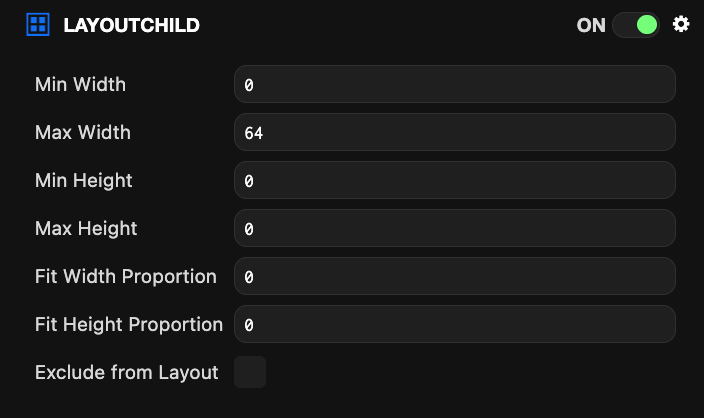 LAYOUTCHILD ON
Min Width 0
Max Width 64
Min Height 0
Max Height 0
Fit Width Proportion 0
Fit Height Proportion 0
Exclude from Layout